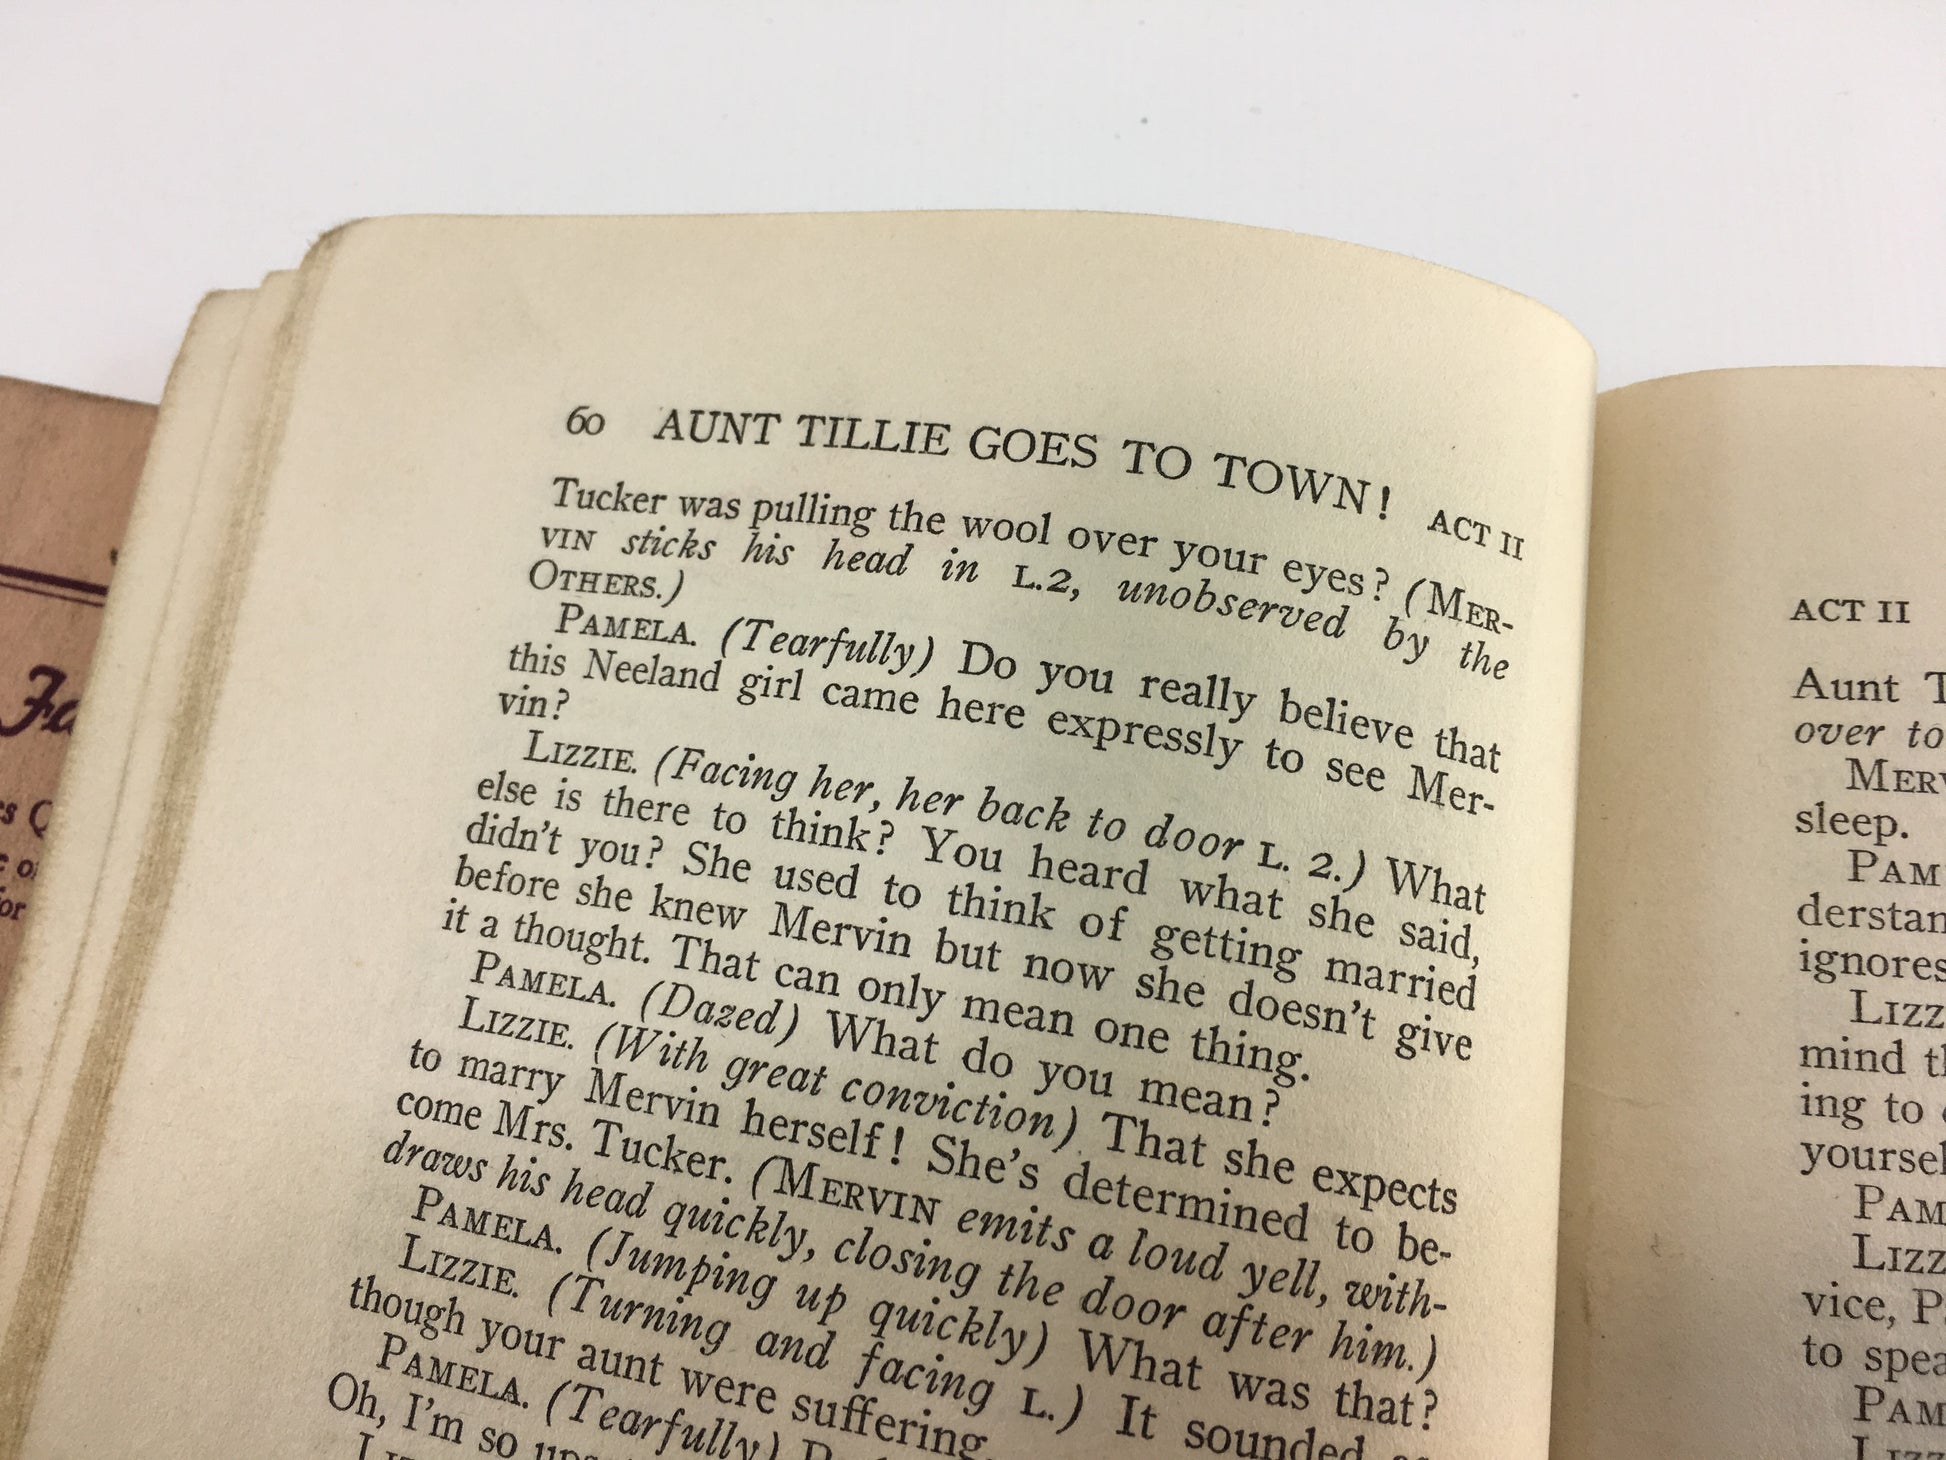 60 AUNT TILLIE GOES TO TOWN! ACT II
Tucker was pulling the wool over your eyes? (MER-
VIN sticks his head in L.2, unobserved by the
OTHERS.)
PAMELA. (Tearfully) Do you really believe that
this Neeland girl came here expressly to see Mer-
vin?
LIZZIE. (Facing her, her back to door L. 2.) What
else is there to think? You heard what she said,
didn't you? She used to think of getting married
before she knew Mervin but now she doesn't give
it a thought. That can only mean one thing.
PAMELA. (Dazed) What do you mean?
LIZZIE. (With great conviction) That she expects
to marry Mervin herself! She's determined to be-
come Mrs. Tucker. (MERVIN emits a loud yell, with-
draws his head quickly, closing the door after him.)
PAMELA. (Jumping up quickly) What was that?
LIZZIE. (Turning and facing L.) It sounded
though your aunt were suffering.
PAMELA. (Tearfully)
Oh, I'm so
ACT II
Aunt
over to
MERV
sleep.
PAM
derstan
ignores
LIZZ
mind
ing to
yoursel
PAM
LIZZ
vice, P
to spea
PAM
LIZZ